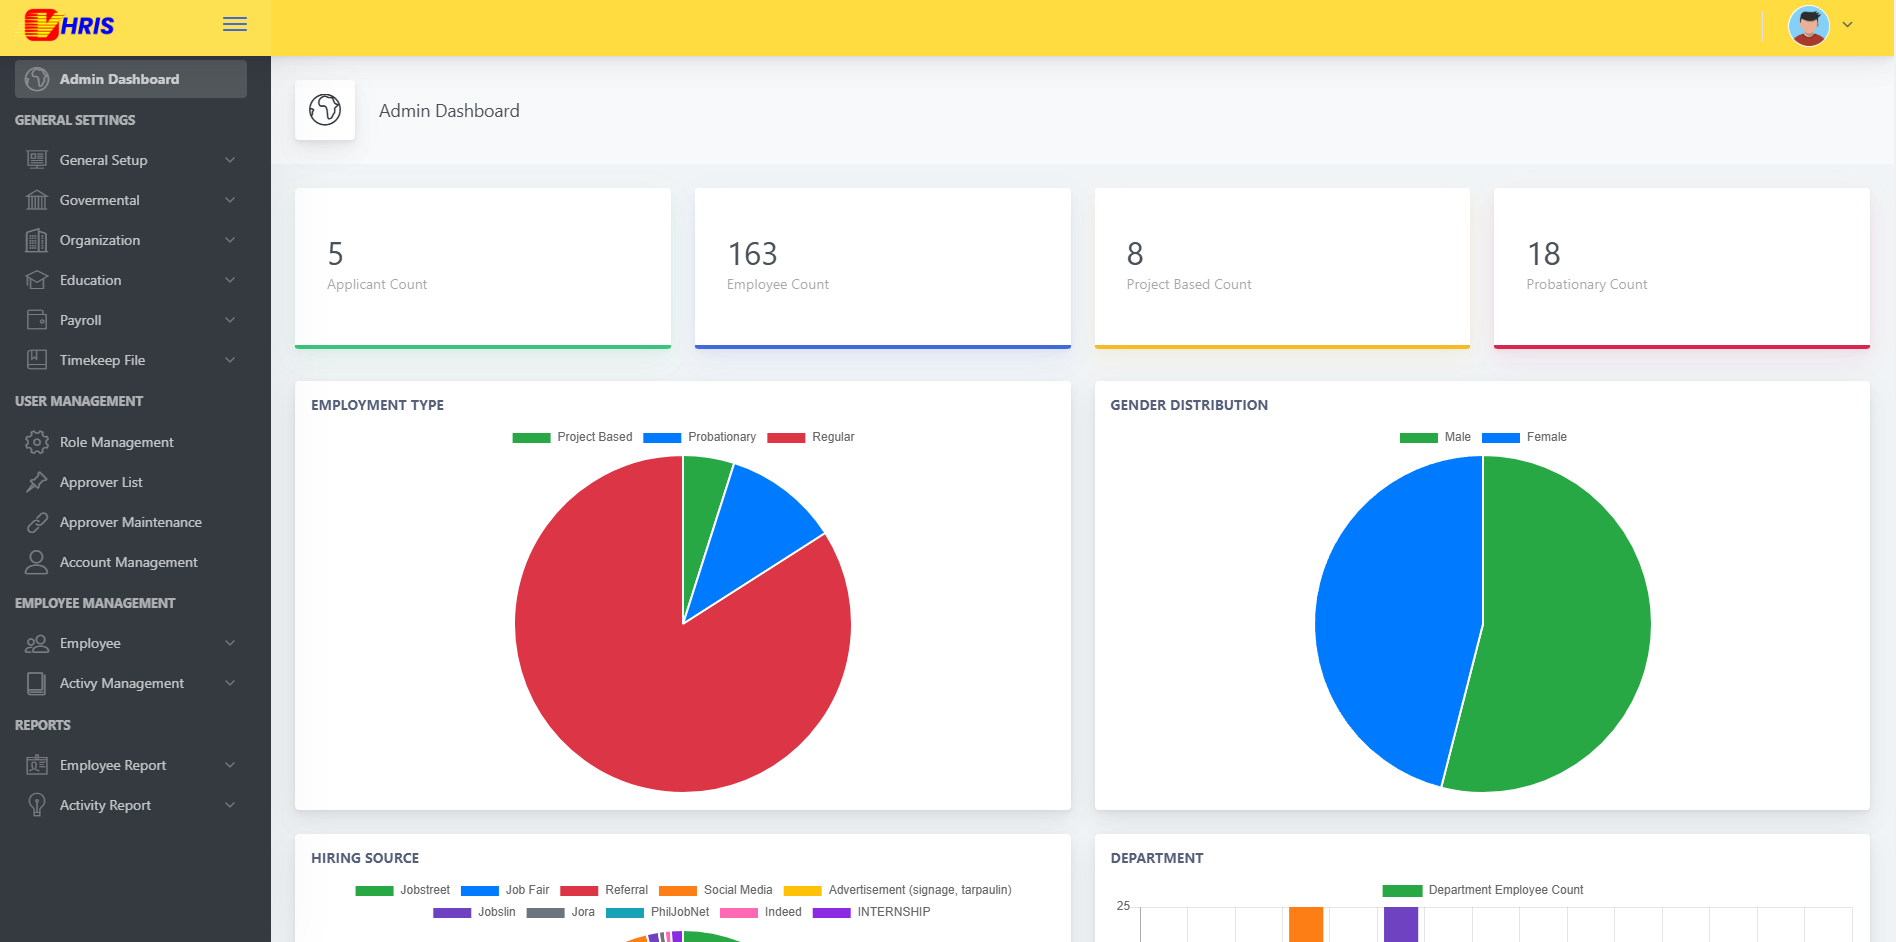 HRIS
Admin Dashboard
GENERAL SETTINGS
General Setup
Govermental
Organization
Education
Payroll
Timekeep File
USER MANAGEMENT
Role Management
Approver List
Approver Maintenance
Account Management
EMPLOYEE MANAGEMENT
Employee
Activy Management
REPORTS
Employee Report
Activity Report
Admin Dashboard
5
Applicant Count
163
Employee Count
8
Project Based Count
18
Probationary Count
EMPLOYMENT TYPE
Project Based Probationary Regular
GENDER DISTRIBUTION
Male Female
HIRING SOURCE
Jobstreet Job Fair Referral Social Media Advertisement (signage, tarpaulin)
Jobslin Jora PhilJobNet Indeed INTERNSHIP
DEPARTMENT
Department Employee Count
25